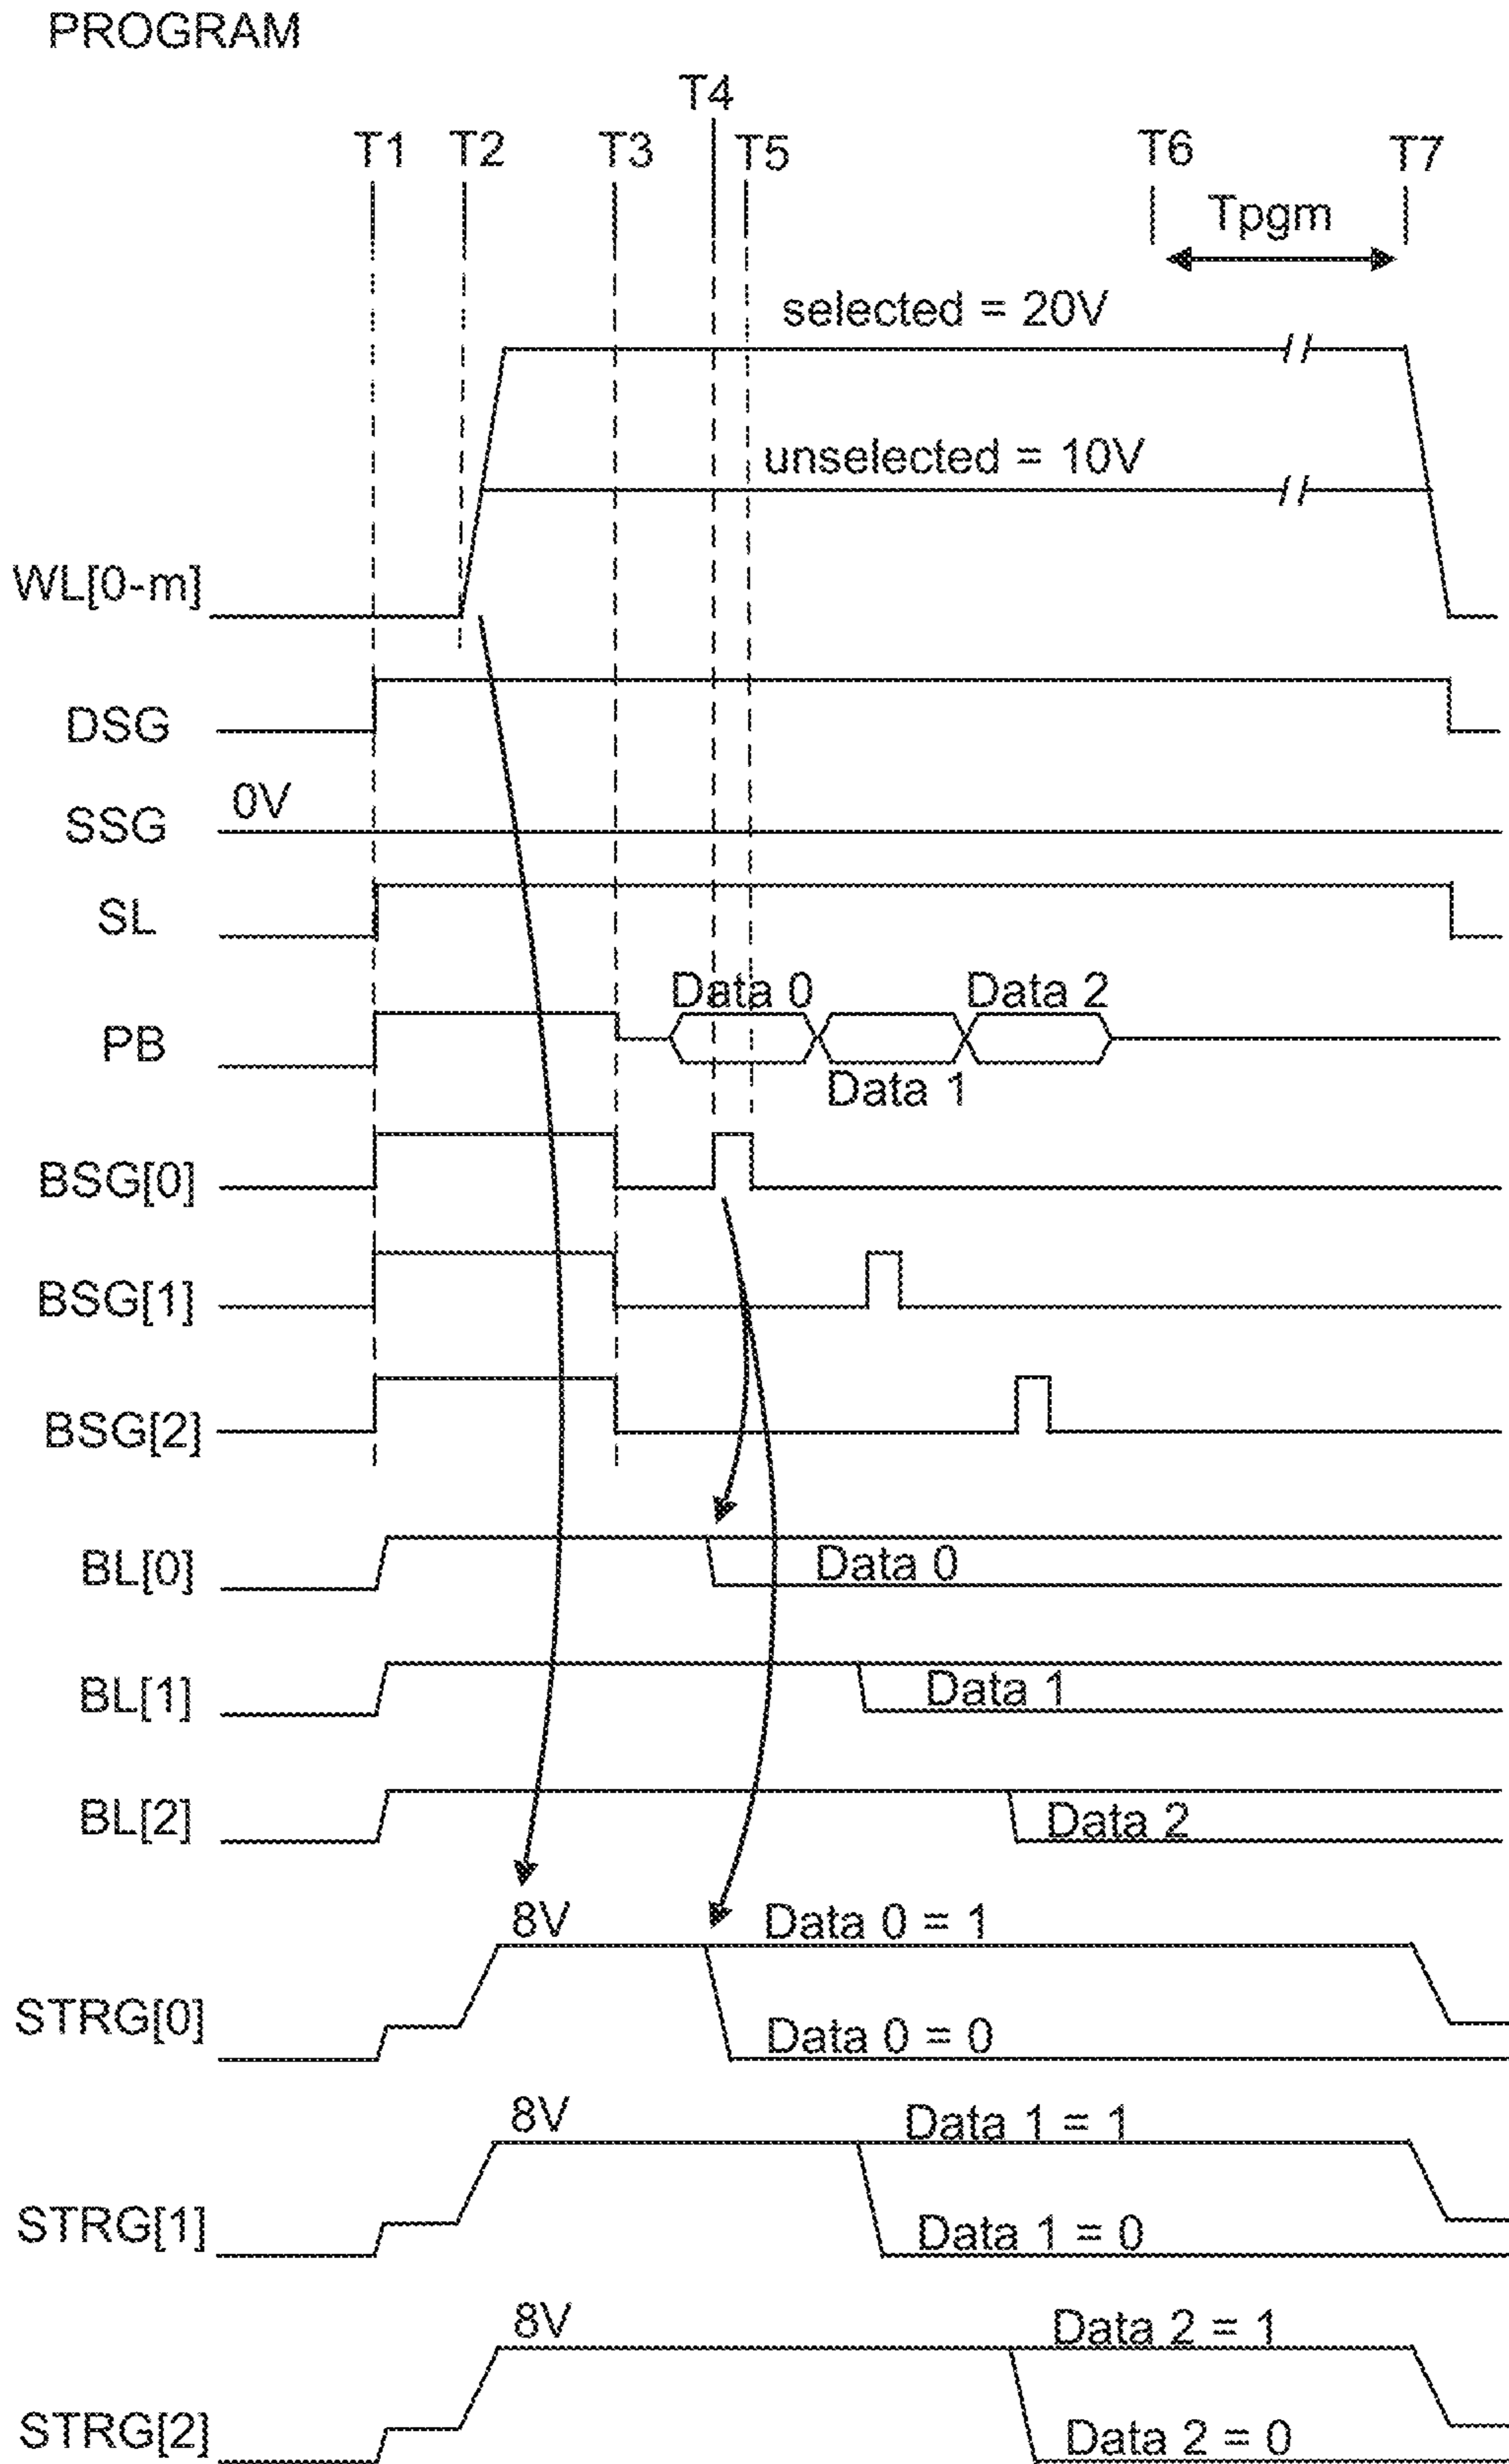 PROGRAM
T4
T1 T2 T3 T5 T6 T7
Tpgm
selected = 20V
unselected = 10V
WL[0-m]
DSG
0V
SSG
SL
Data 0 Data 2
PB
Data 1
BSG[0]
BSG[1]
BSG[2]
BL[0] Data 0
BL[1] Data 1
BL[2] Data 2
8V Data 0 = 1
STRG[0] Data 0 = 0
8V Data 1 = 1
STRG[1] Data 1 = 0
8V Data 2 = 1
STRG[2] Data 2 = 0